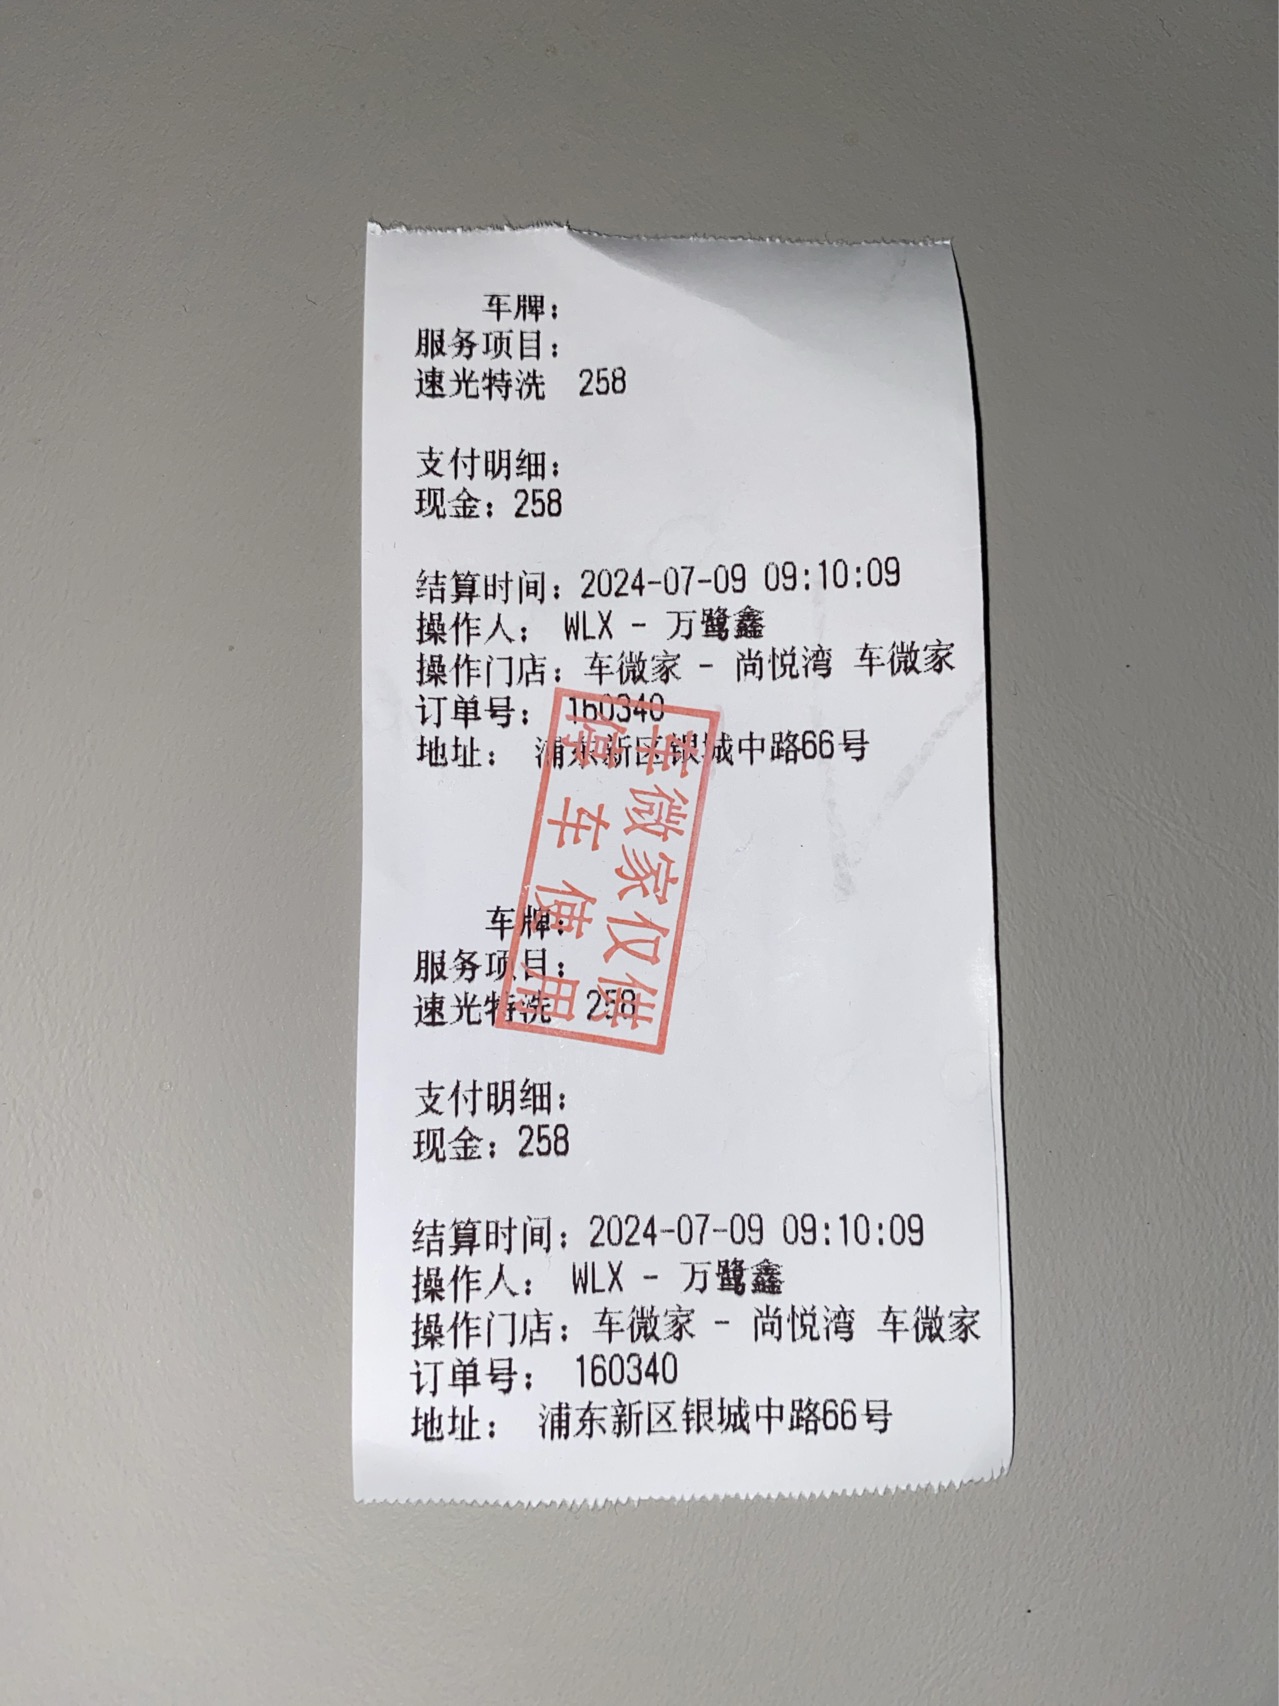 车牌:
服务项目:
速光特洗 258
支付明细:
现金: 258
结算时间: 2024-07-09 09:10:09
操作人: WLX - 万鹭鑫
操作门店: 车微家 - 尚悦湾 车微家
订单号: 160340
地址: 浦东新区银城中路66号
车微家仅供
停车使用
车牌:
服务项目:
速光特洗 258
支付明细:
现金: 258
结算时间: 2024-07-09 09:10:09
操作人: WLX - 万鹭鑫
操作门店: 车微家 - 尚悦湾 车微家
订单号: 160340
地址: 浦东新区银城中路66号